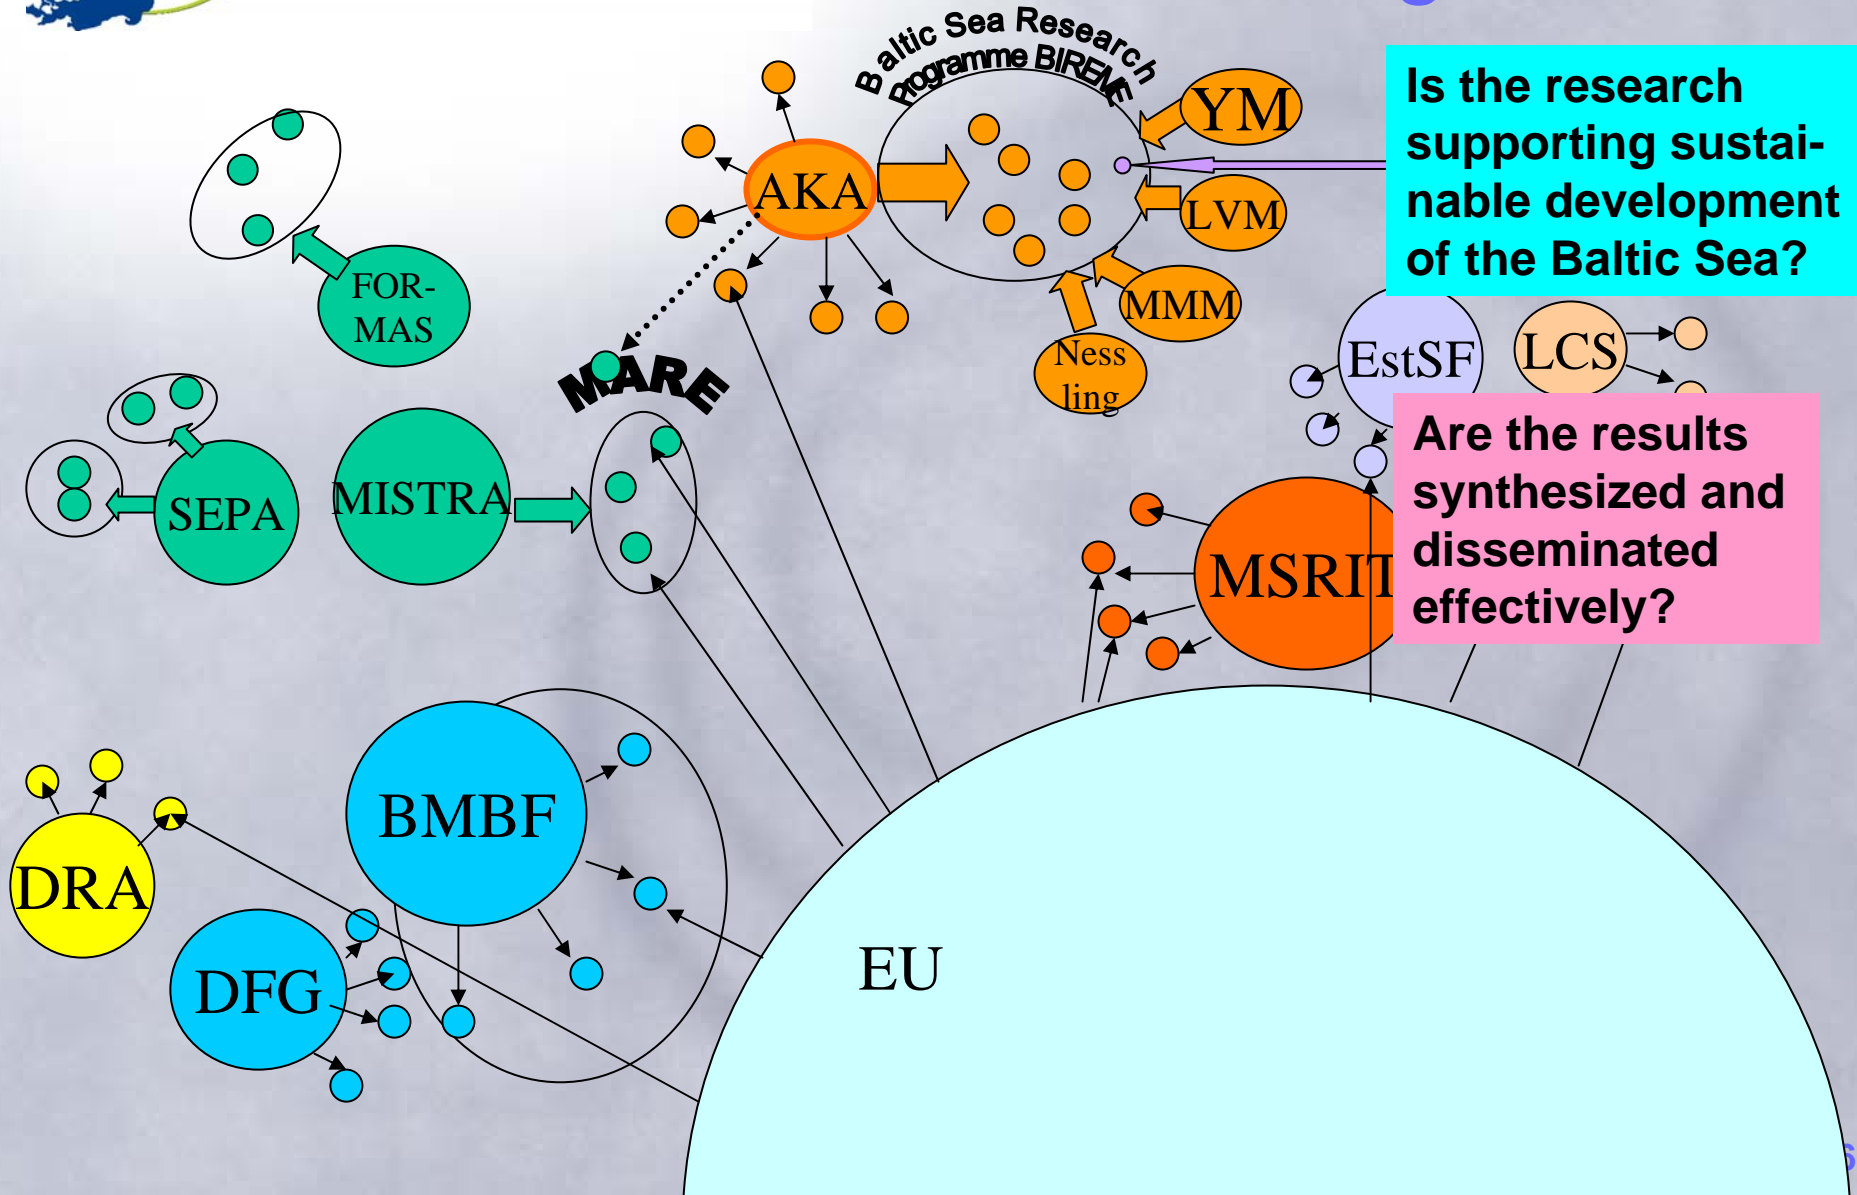 Baltic Sea Research
Programme BIREME
YM
AKA
LVM
MMM
Ness
ling
FOR-
MAS
MARE
SEPA
MISTRA
EstSF
LCS
MSRIT
Is the research
supporting sustai-
nable development
of the Baltic Sea?
Are the results
synthesized and
disseminated
effectively?
BMBF
DRA
DFG
EU